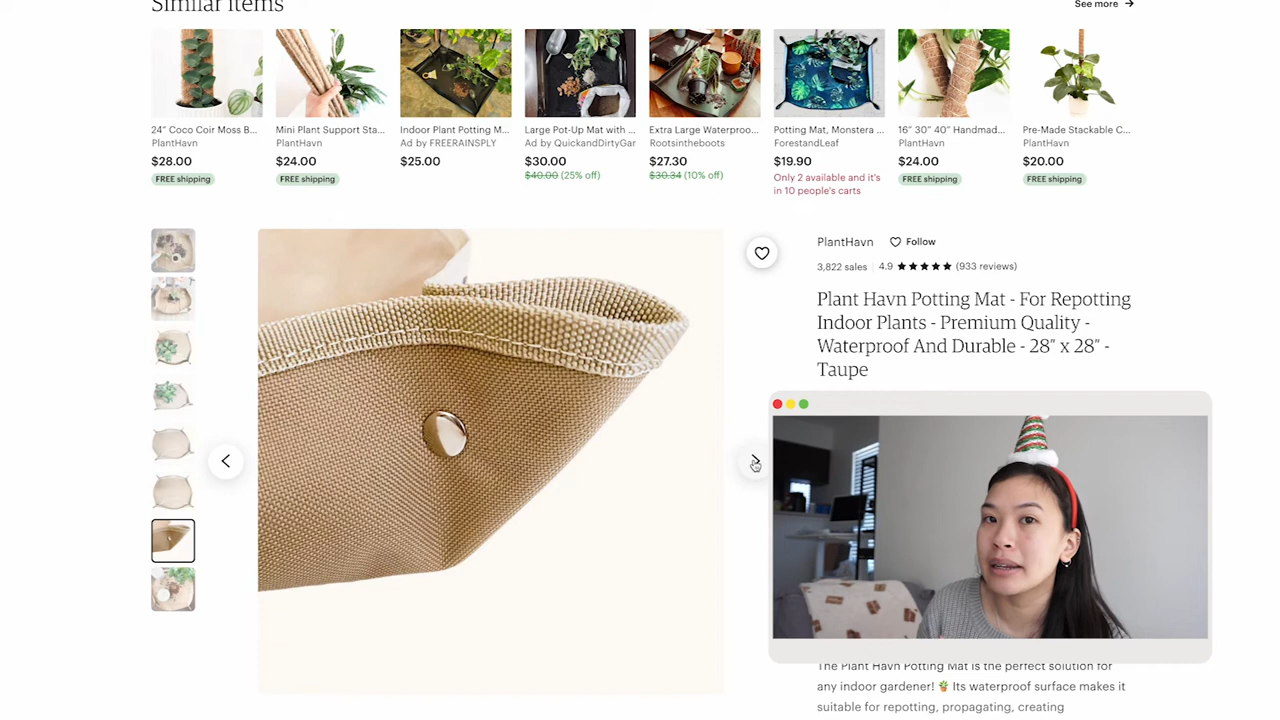 Similar items
See more →
24" Coco Coir Moss B...
PlantHavn
$28.00
FREE shipping
Mini Plant Support Sta...
PlantHavn
$24.00
FREE shipping
Indoor Plant Potting M...
Ad by FREERAINSPLY
$25.00
Large Pot-Up Mat with ...
Ad by QuickandDirtyGar
$30.00
$40.00 (25% off)
Extra Large Waterproo...
Rootsintheboots
$27.30
$30.34 (10% off)
Potting Mat, Monstera ...
ForestandLeaf
$19.90
Only 2 available and it's
in 10 people's carts
16" 30" 40" Handmad...
PlantHavn
$24.00
FREE shipping
Pre-Made Stackable C...
PlantHavn
$20.00
FREE shipping
PlantHavn Follow
3,822 sales 4.9 ★★★★★ (933 reviews)
Plant Havn Potting Mat - For Repotting
Indoor Plants - Premium Quality -
Waterproof And Durable - 28" x 28" -
Taupe
The Plant Havn Potting Mat is the perfect solution for
any indoor gardener! 🪴 Its waterproof surface makes it
suitable for repotting, propagating, creating